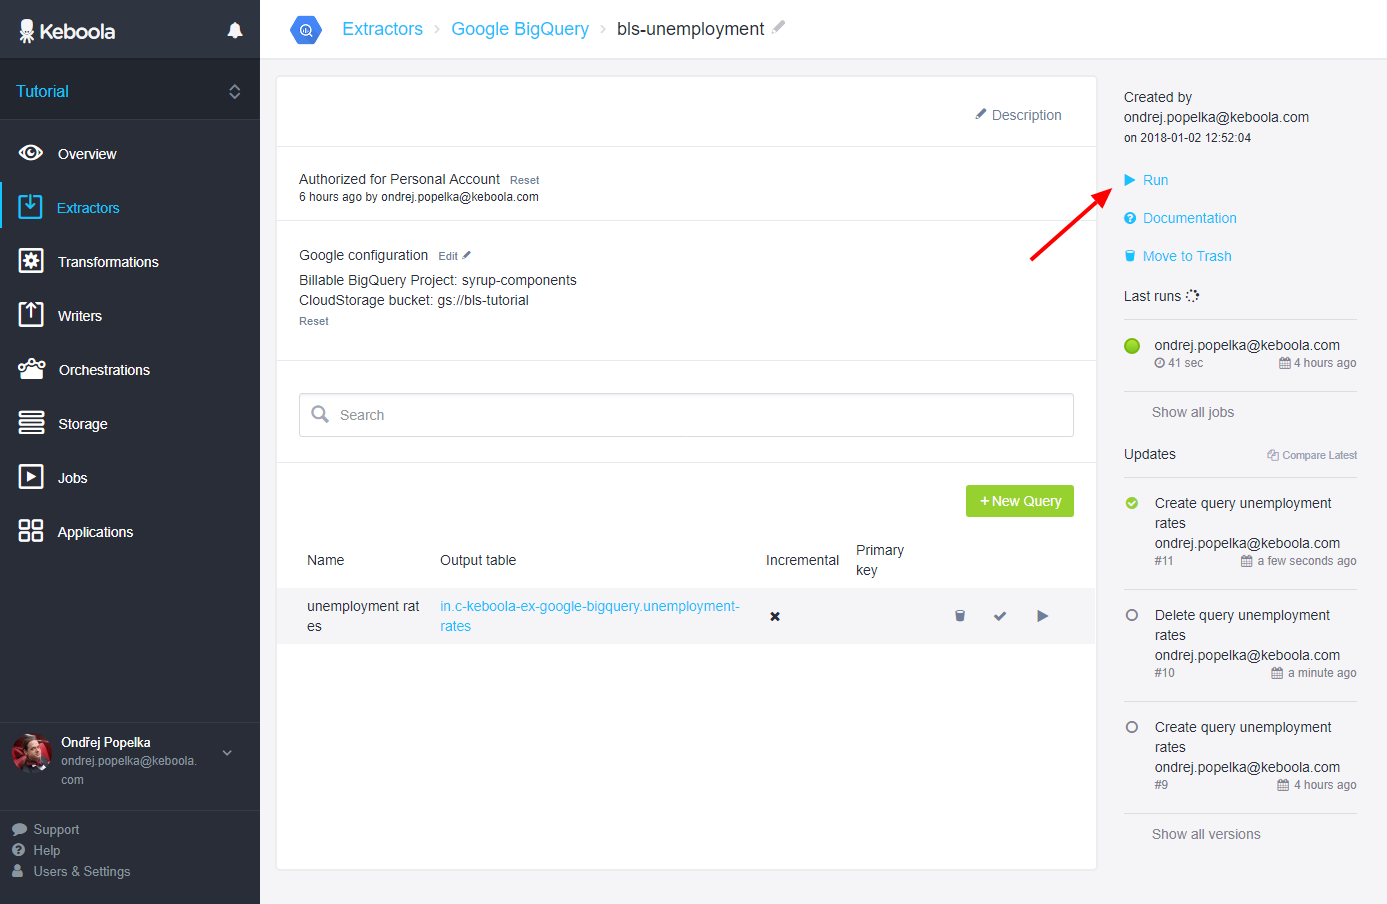 Keboola
Tutorial
Overview
Extractors
Transformations
Writers
Orchestrations
Storage
Jobs
Applications
Ondřej Popelka
ondrej.popelka@keboola.
com
Support
Help
Users & Settings
Extractors › Google BigQuery › bls-unemployment
Description
Authorized for Personal Account Reset
6 hours ago by ondrej.popelka@keboola.com
Google configuration Edit
Billable BigQuery Project: syrup-components
CloudStorage bucket: gs://bls-tutorial
Reset
Search
+ New Query
Name Output table Incremental Primary
key
unemployment rat
es
in.c-keboola-ex-google-bigquery.unemployment-
rates
Created by
ondrej.popelka@keboola.com
on 2018-01-02 12:52:04
Run
Documentation
Move to Trash
Last runs
ondrej.popelka@keboola.com
41 sec 4 hours ago
Show all jobs
Updates Compare Latest
Create query unemployment
rates
ondrej.popelka@keboola.com
#11 a few seconds ago
Delete query unemployment
rates
ondrej.popelka@keboola.com
#10 a minute ago
Create query unemployment
rates
ondrej.popelka@keboola.com
#9 4 hours ago
Show all versions